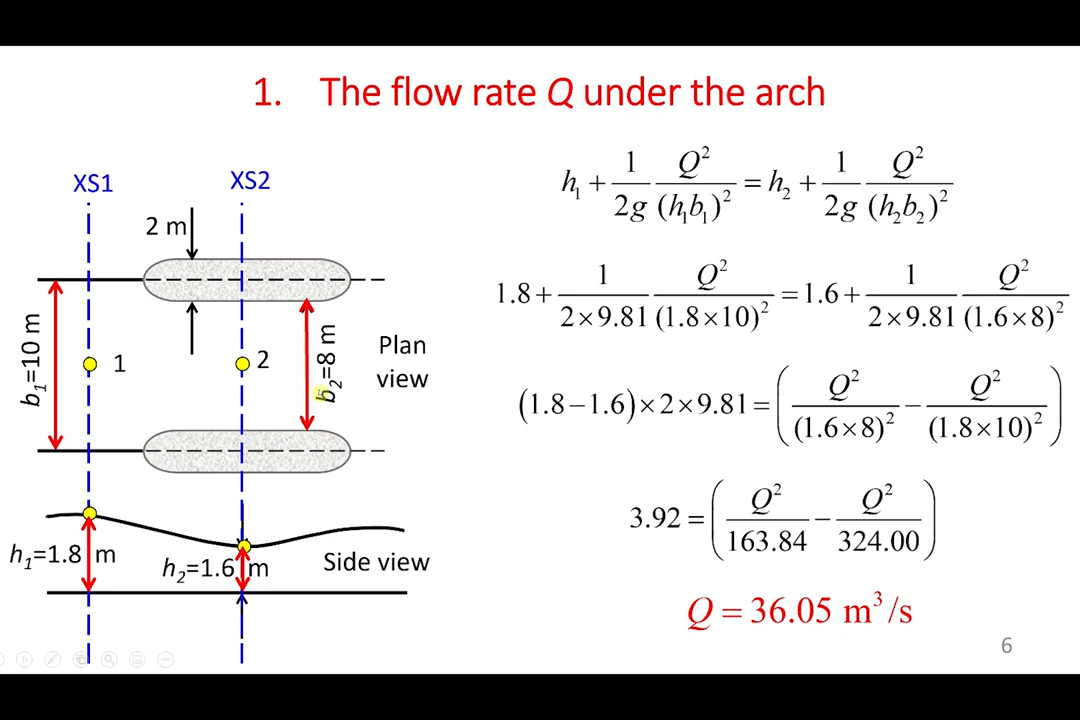 1. The flow rate Q under the arch
XS1
XS2
2 m
b₁=10 m
1
2
b₂=8 m
Plan
view
h₁=1.8 m
h₂=1.6 m
Side view
h₁ + 1/2g Q²/(h₁b₁)² = h₂ + 1/2g Q²/(h₂b₂)²
1.8 + 1/2×9.81 Q²/(1.8×10)² = 1.6 + 1/2×9.81 Q²/(1.6×8)²
(1.8−1.6)×2×9.81 = (Q²/(1.6×8)² − Q²/(1.8×10)²)
3.92 = (Q²/163.84 − Q²/324.00)
Q = 36.05 m³/s
6